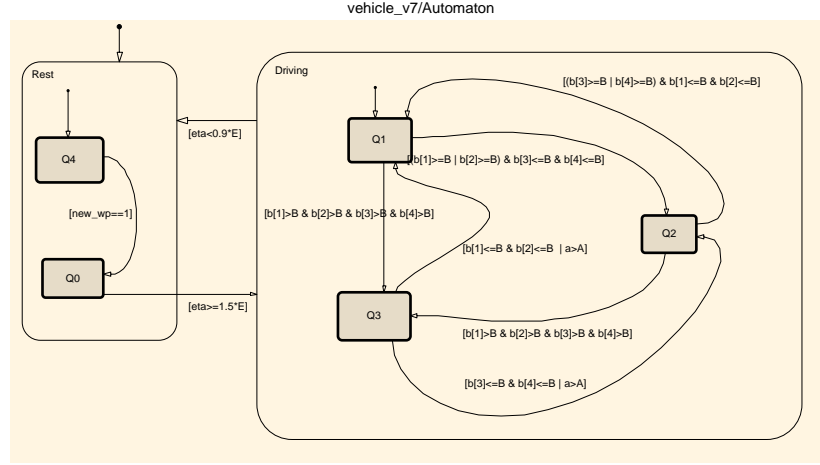 vehicle_v7/Automaton
Rest
Driving
[(b[3]>=B | b[4]>=B) & b[1]<=B & b[2]<=B]
[eta<0.9*E]
Q1
Q4
[(b[1]>=B | b[2]>=B) & b[3]<=B & b[4]<=B]
[new_wp==1]
[b[1]>B & b[2]>B & b[3]>B & b[4]>B]
Q2
[b[1]<=B & b[2]<=B | a>A]
Q0
[eta>=1.5*E]
Q3
[b[1]>B & b[2]>B & b[3]>B & b[4]>B]
[b[3]<=B & b[4]<=B | a>A]